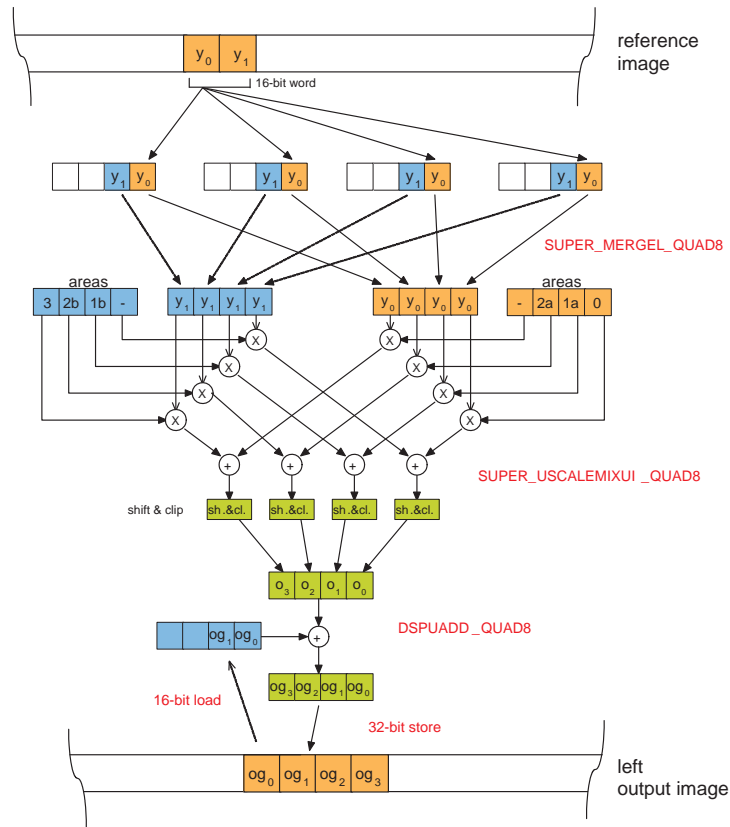 y0 y1
reference
image
16-bit word
y1 y0 y1 y0 y1 y0 y1 y0
SUPER_MERGEL_QUAD8
areas areas
3 2b 1b - y1 y1 y1 y1 y0 y0 y0 y0 - 2a 1a 0
X X
X X
X X
X X
+ + + +
SUPER_USCALEMIXUI _QUAD8
shift & clip sh .&cl. sh.&cl. sh.&cl. sh.&cl.
o3 o2 o1 o0
og1 og0 + DSPUADD _QUAD8
og3 og2 og1 og0
16-bit load
32-bit store
og0 og1 og2 og3
left
output image